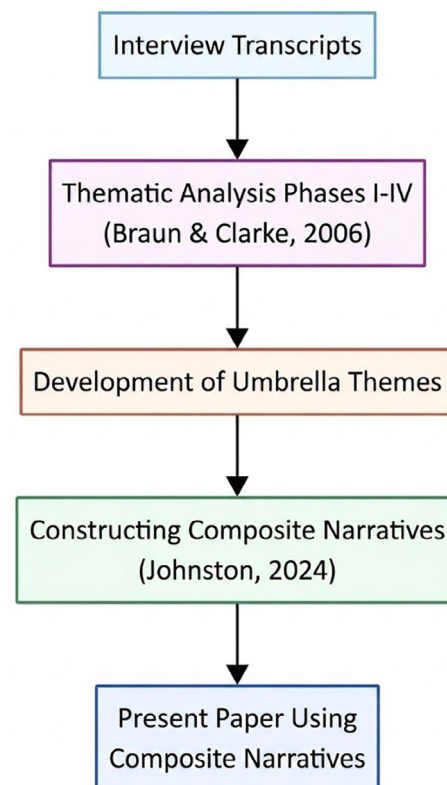 Interview Transcripts
Thematic Analysis Phases I-IV
(Braun & Clarke, 2006)
Development of Umbrella Themes
Constructing Composite Narratives
(Johnston, 2024)
Present Paper Using
Composite Narratives